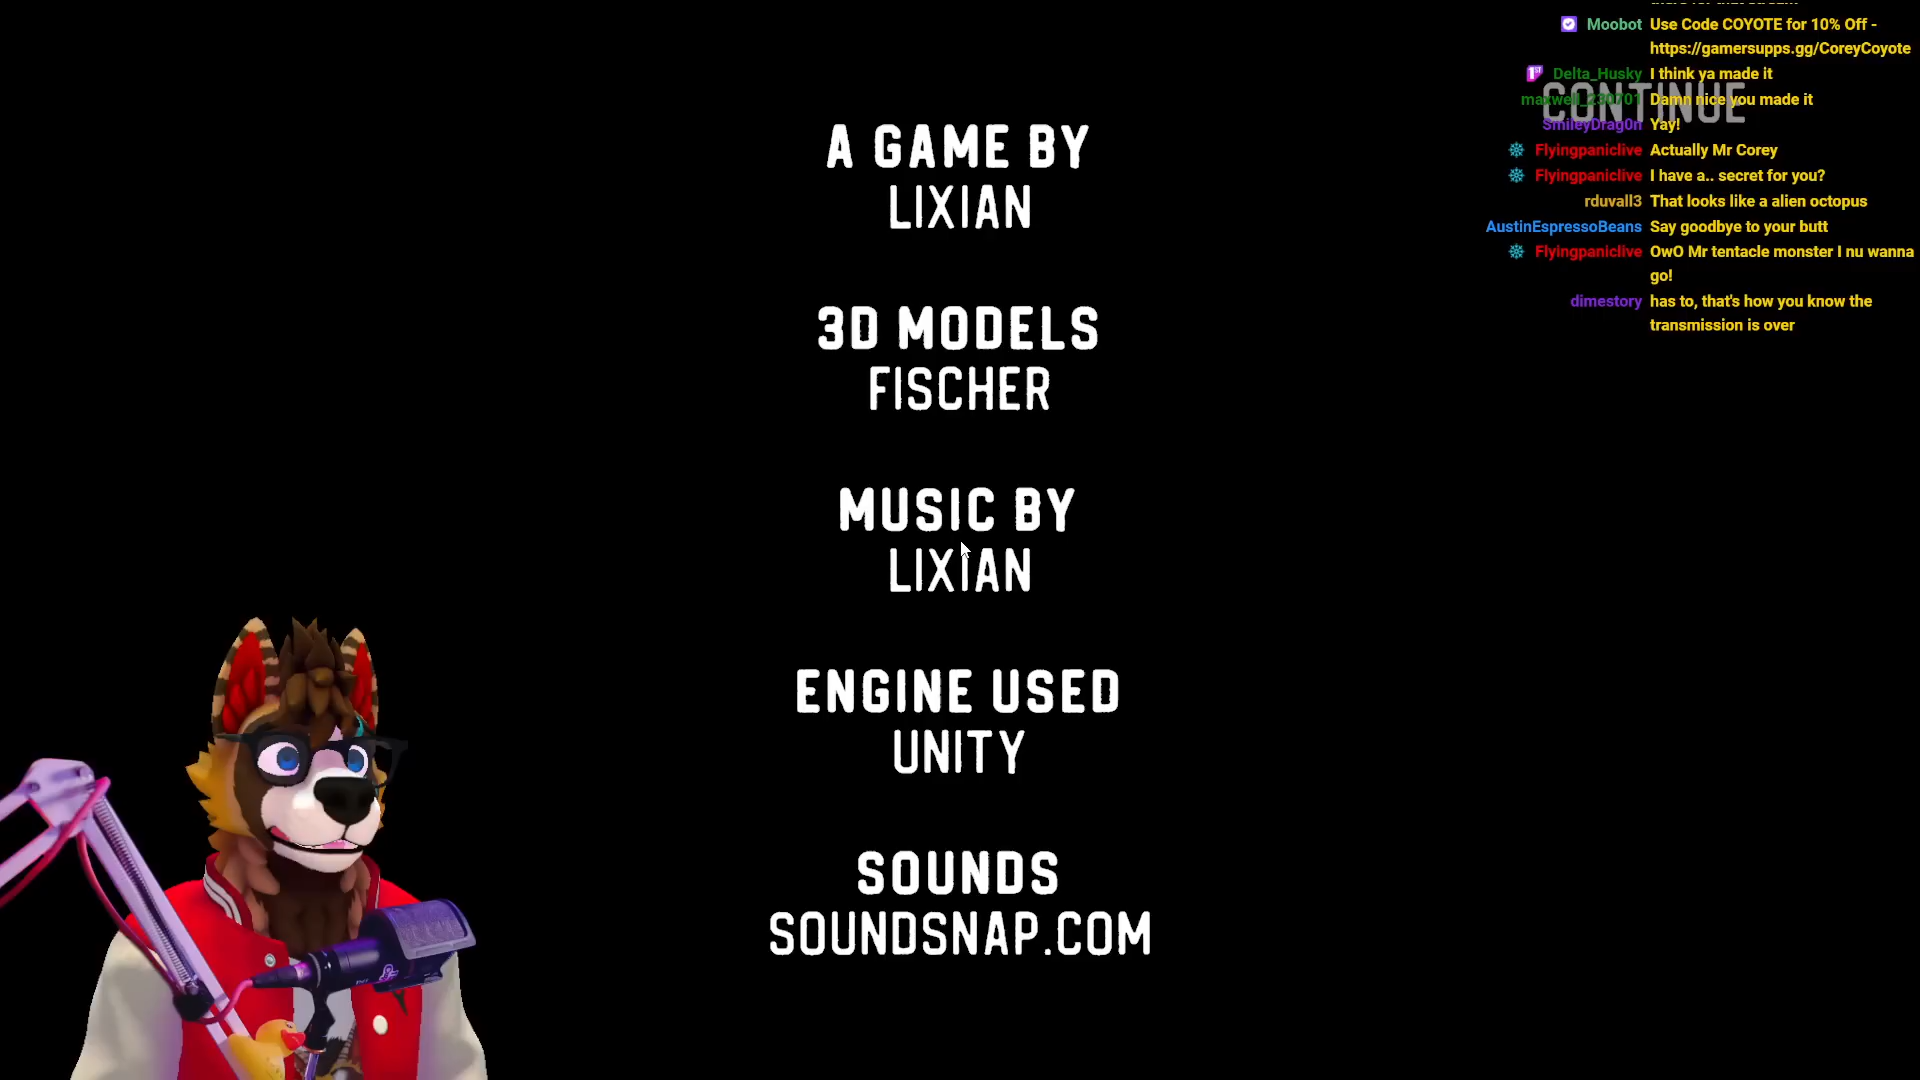 Moobot Use Code COYOTE for 10% Off -
https://gamersupps.gg/CoreyCoyote
Delta_Husky I think ya made it
CONTINUE
maxwell_230701 Damn nice you made it
SmileyDrag0n Yay!
Flyingpaniclive Actually Mr Corey
Flyingpaniclive I have a.. secret for you?
rduvall3 That looks like a alien octopus
AustinEspressoBeans Say goodbye to your butt
Flyingpaniclive OwO Mr tentacle monster I nu wanna
go!
dimestory has to, that's how you know the
transmission is over
A GAME BY
LIXIAN
3D MODELS
FISCHER
MUSIC BY
LIXIAN
ENGINE USED
UNITY
SOUNDS
SOUNDSNAP.COM